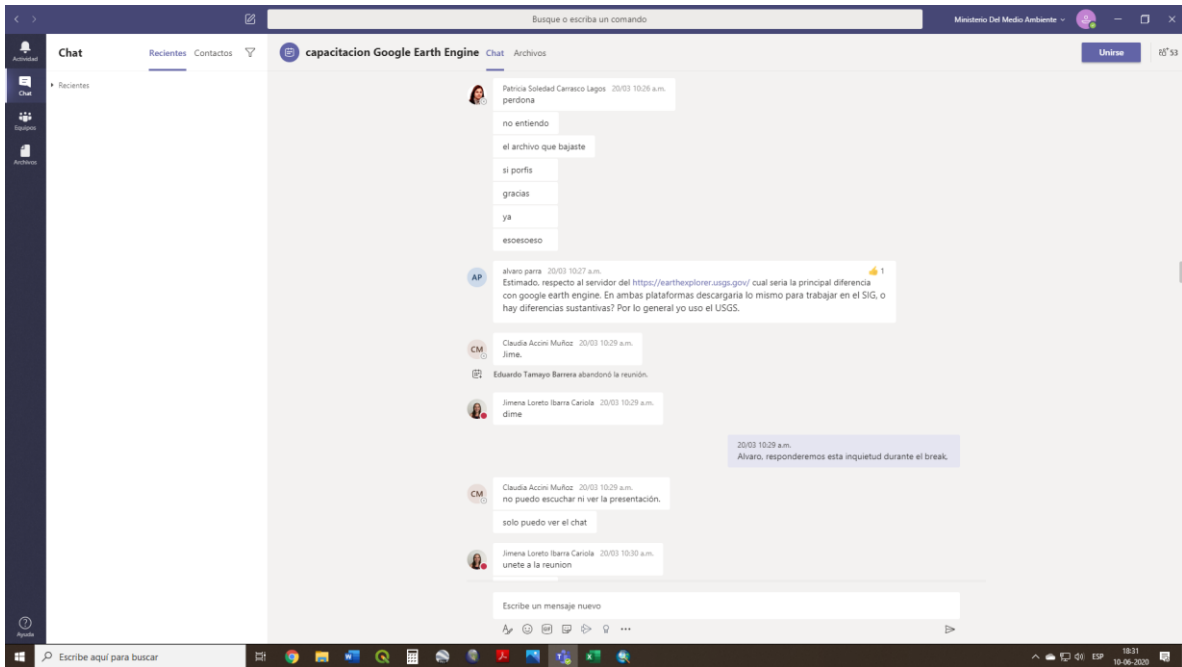 Busque o escriba un comando
Ministerio Del Medio Ambiente
Actividad
Chat
Equipos
Archivos
Ayuda
Chat
Recientes
Contactos
Recientes
capacitacion Google Earth Engine
Chat
Archivos
Unirse
53
Patricia Soledad Carrasco Lagos 20/03 10:26 a.m.
perdona
no entiendo
el archivo que bajaste
si porfis
gracias
ya
esoesoeso
AP
alvaro parra 20/03 10:27 a.m.
1
Estimado, respecto al servidor del https://earthexplorer.usgs.gov/ cual seria la principal diferencia
con google earth engine. En ambas plataformas descargaria lo mismo para trabajar en el SIG, o
hay diferencias sustantivas? Por lo general yo uso el USGS.
CM
Claudia Accini Muñoz 20/03 10:29 a.m.
Jime.
Eduardo Tamayo Barrera abandonó la reunión.
Jimena Loreto Ibarra Cariola 20/03 10:29 a.m.
dime
20/03 10:29 a.m.
Alvaro, responderemos esta inquietud durante el break.
CM
Claudia Accini Muñoz 20/03 10:29 a.m.
no puedo escuchar ni ver la presentación.
solo puedo ver el chat
Jimena Loreto Ibarra Cariola 20/03 10:30 a.m.
unete a la reunion
Escribe un mensaje nuevo
GIF
Escribe aquí para buscar
ESP
18:31
10-06-2020